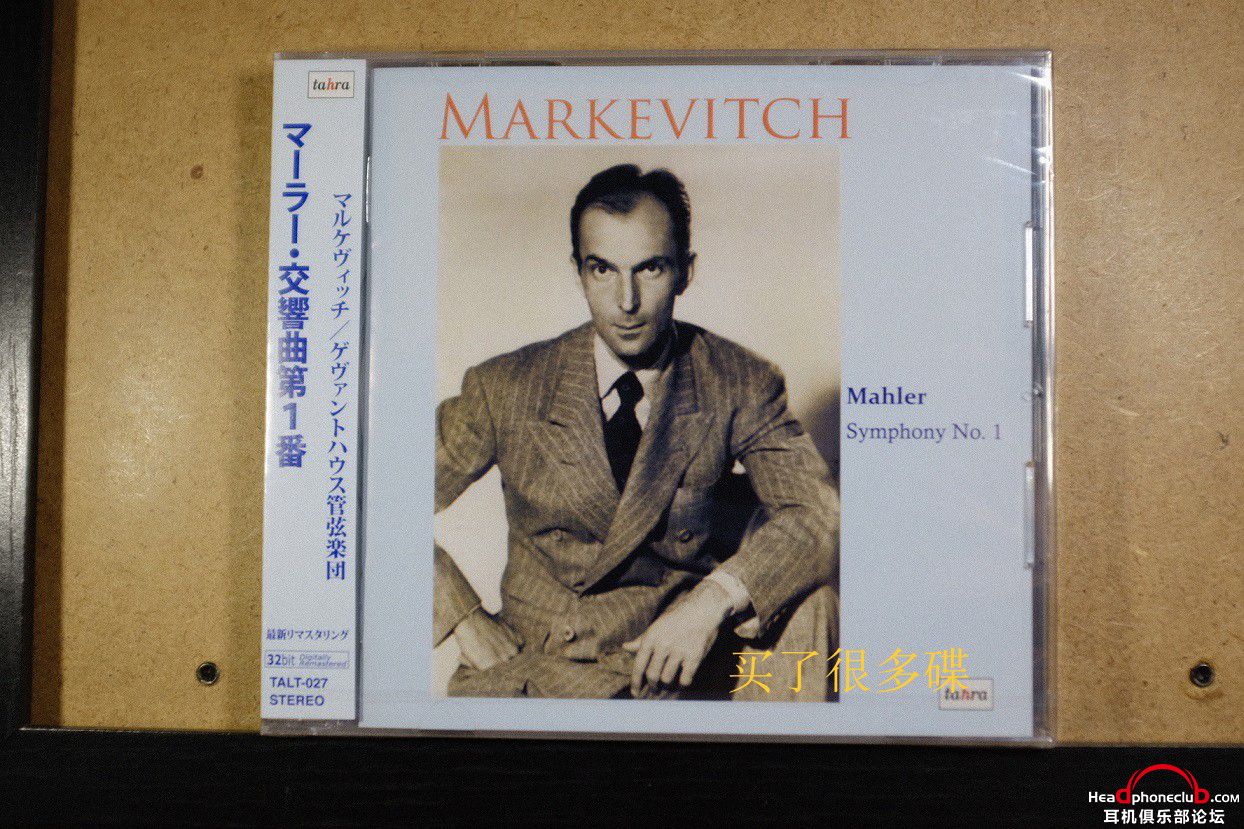 tahra
マーラー・交響曲第1番
マルケヴィッチ／ゲヴァントハウス管弦楽団
最新リマスタリング
32bit Digitally Remastered
TALT-027
STEREO
MARKEVITCH
Mahler
Symphony No. 1
买了很多碟
tahra
Headphoneclub.com
耳机俱乐部论坛